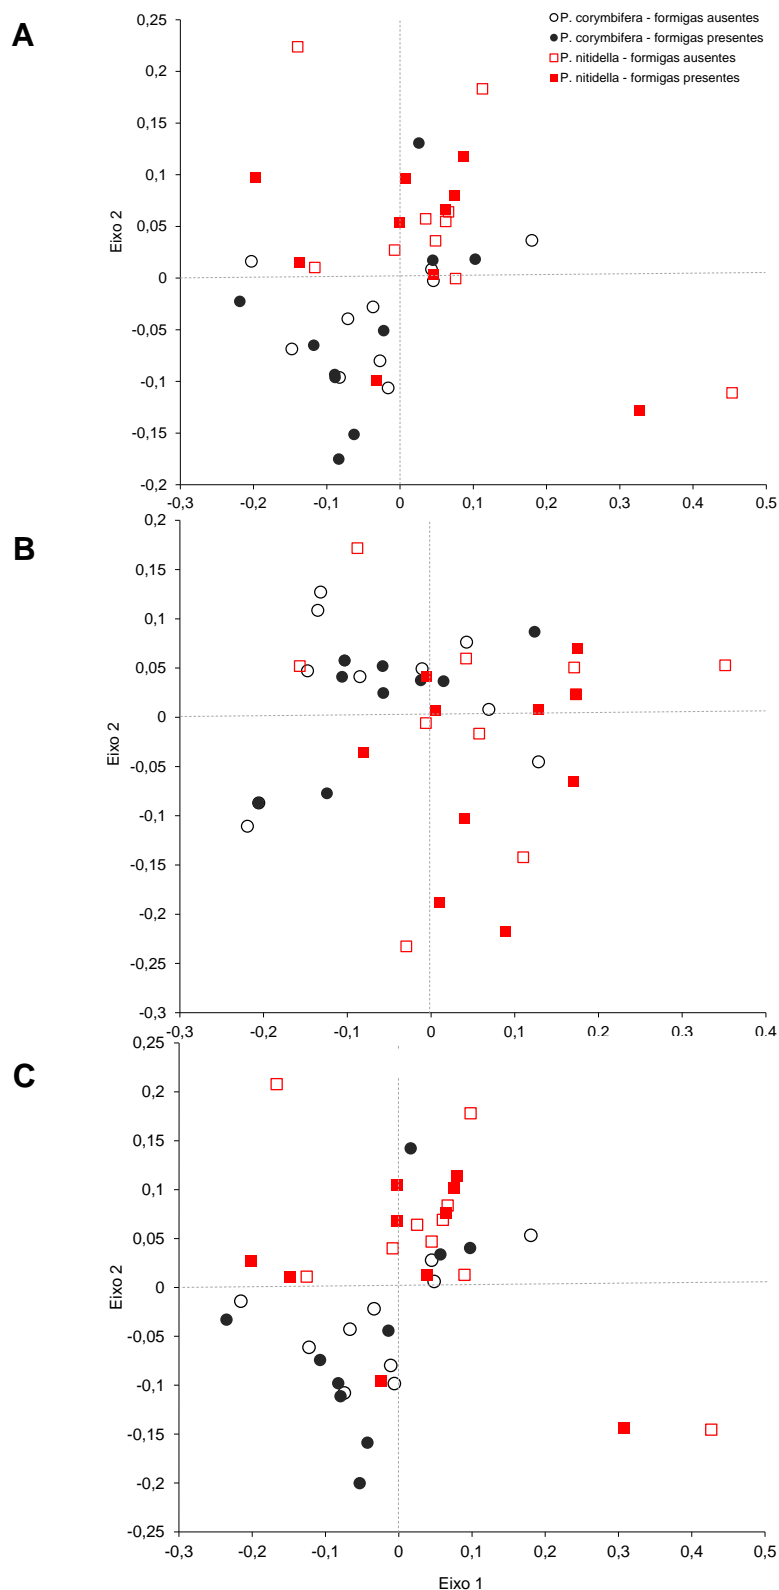 A
P. corymbifera - formigas ausentes
P. corymbifera - formigas presentes
P. nitidella - formigas ausentes
P. nitidella - formigas presentes
0,25
0,2
0,15
0,1
0,05
0
-0,05
-0,1
-0,15
-0,2
Eixo 2
-0,3 -0,2 -0,1 0 0,1 0,2 0,3 0,4 0,5
B
0,2
0,15
0,1
0,05
0
-0,05
-0,1
-0,15
-0,2
-0,25
-0,3
Eixo 2
-0,3 -0,2 -0,1 0 0,1 0,2 0,3 0,4
C
0,25
0,2
0,15
0,1
0,05
0
-0,05
-0,1
-0,15
-0,2
-0,25
Eixo 2
-0,3 -0,2 -0,1 0 0,1 0,2 0,3 0,4 0,5
Eixo 1